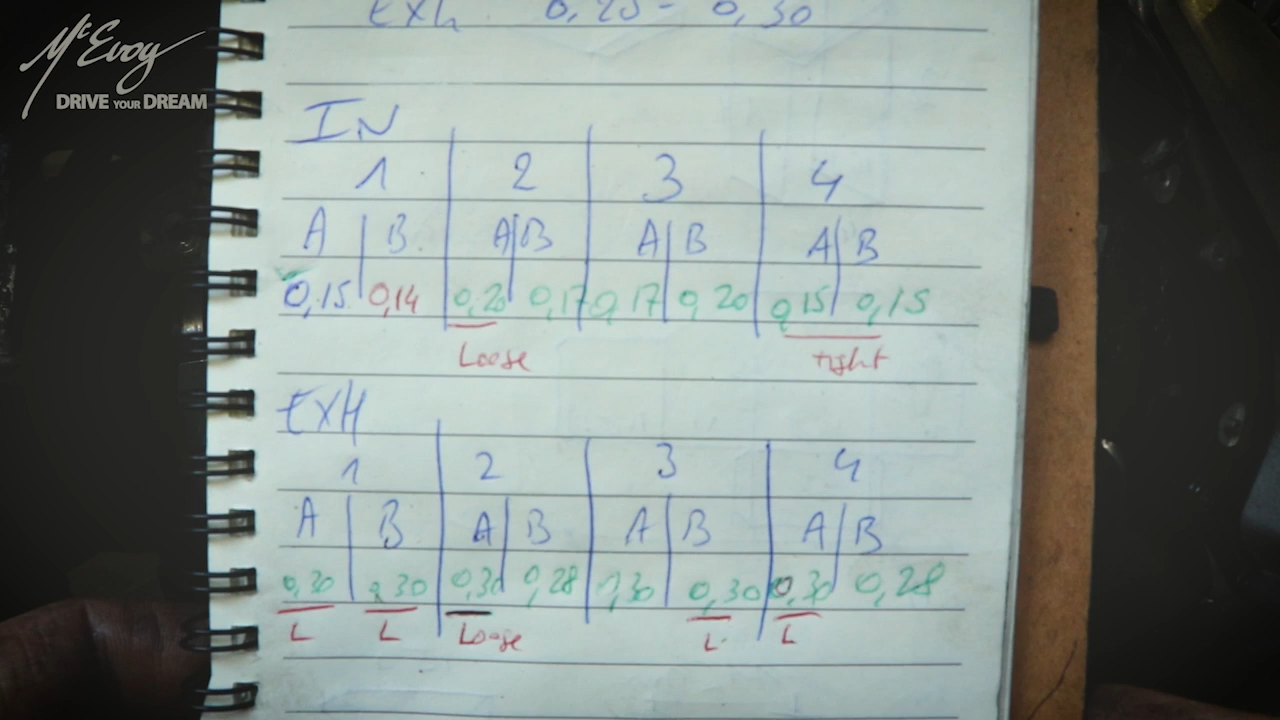 McEvoy
DRIVE YOUR DREAM
Exh 0,25 - 0,30
IN
1 2 3 4
A B A B A B A B
0,15 0,14 0,20 0,17 0,17 0,20 0,15 0,15
Loose tight
EXH
1 2 3 4
A B A B A B A B
0,30 0,30 0,30 0,28 0,30 0,30 0,30 0,28
L L Loose L L